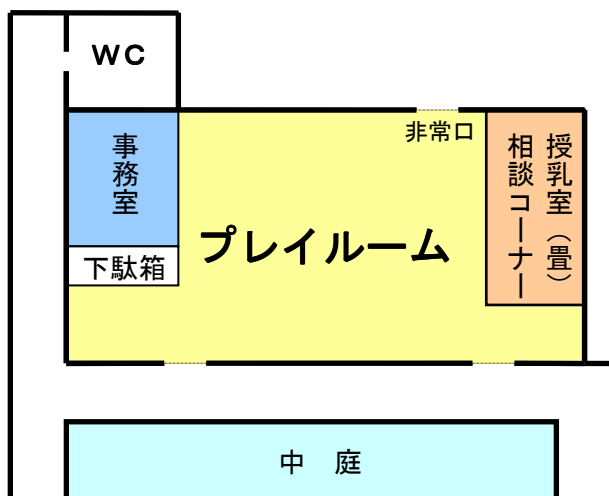 WC
事務室
下駄箱
プレイルーム
非常口
授乳室（畳）
相談コーナー
中 庭